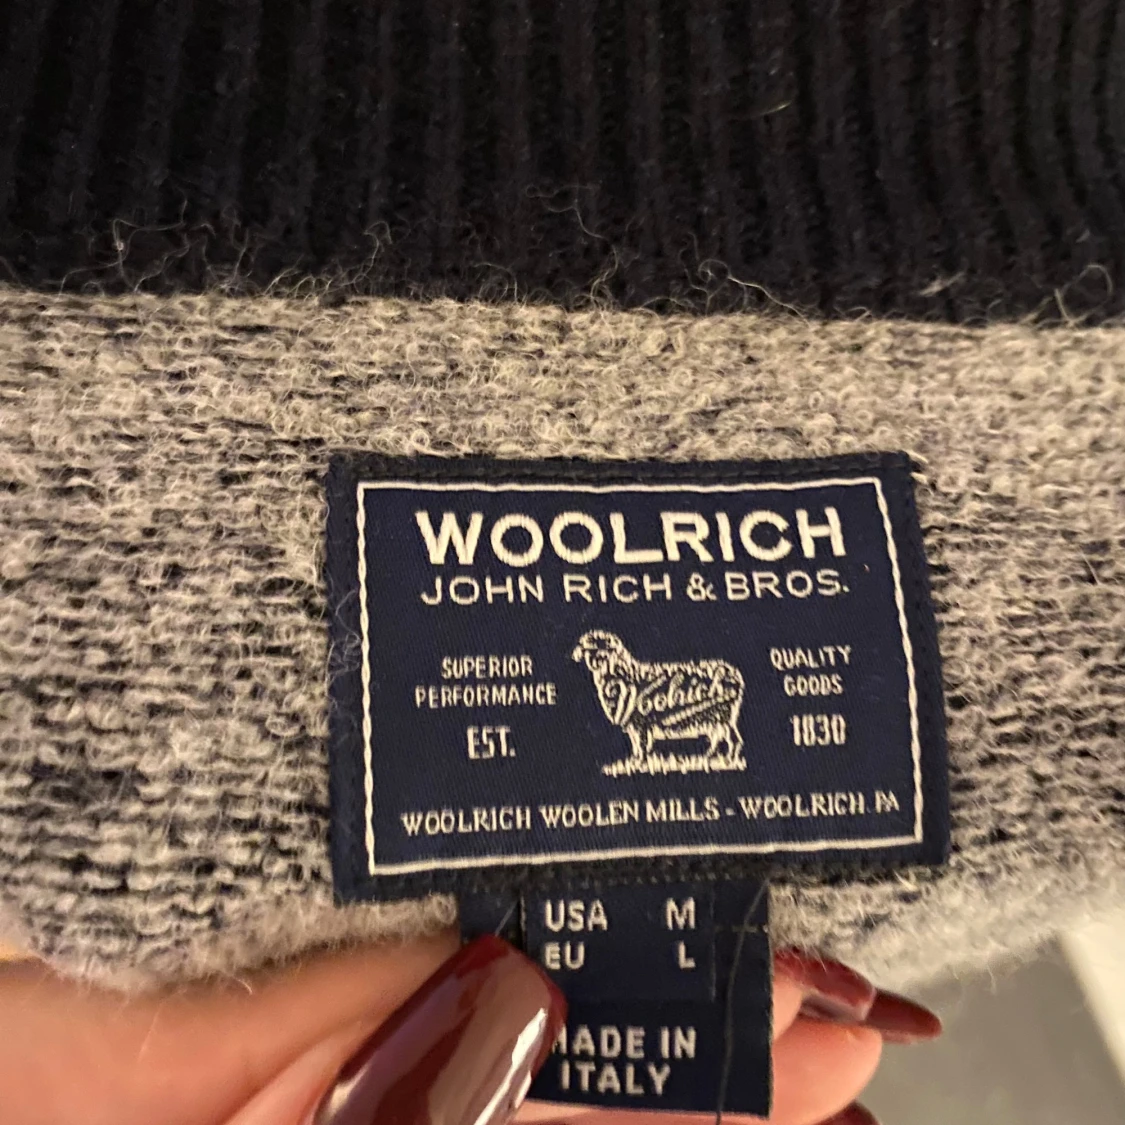 WOOLRICH
JOHN RICH & BROS.
SUPERIOR
PERFORMANCE
EST.
Woolrich
QUALITY
GOODS
1830
WOOLRICH WOOLEN MILLS - WOOLRICH. PA
USA M
EU L
MADE IN
ITALY